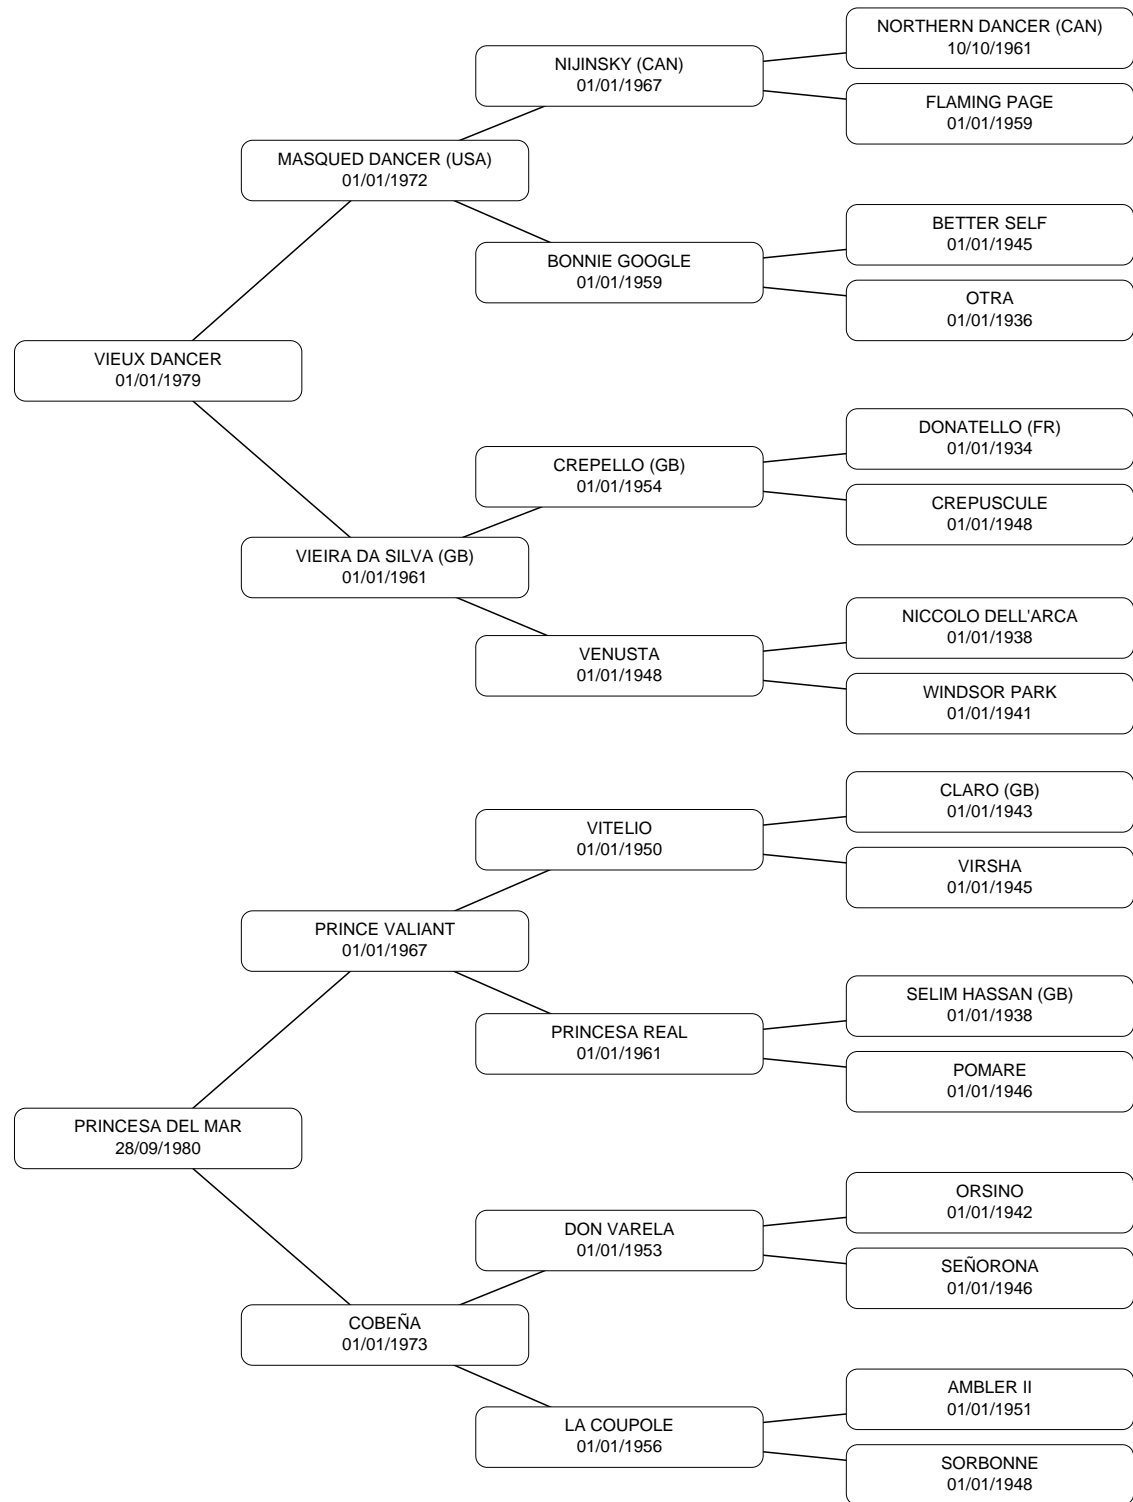 NORTHERN DANCER (CAN)
10/10/1961
NIJINSKY (CAN)
01/01/1967
FLAMING PAGE
01/01/1959
MASQUED DANCER (USA)
01/01/1972
BETTER SELF
01/01/1945
BONNIE GOOGLE
01/01/1959
OTRA
01/01/1936
VIEUX DANCER
01/01/1979
DONATELLO (FR)
01/01/1934
CREPELLO (GB)
01/01/1954
CREPUSCULE
01/01/1948
VIEIRA DA SILVA (GB)
01/01/1961
NICCOLO DELL'ARCA
01/01/1938
VENUSTA
01/01/1948
WINDSOR PARK
01/01/1941
CLARO (GB)
01/01/1943
VITELIO
01/01/1950
VIRSHA
01/01/1945
PRINCE VALIANT
01/01/1967
SELIM HASSAN (GB)
01/01/1938
PRINCESA REAL
01/01/1961
POMARE
01/01/1946
PRINCESA DEL MAR
28/09/1980
ORSINO
01/01/1942
DON VARELA
01/01/1953
SEÑORONA
01/01/1946
COBEÑA
01/01/1973
AMBLER II
01/01/1951
LA COUPOLE
01/01/1956
SORBONNE
01/01/1948